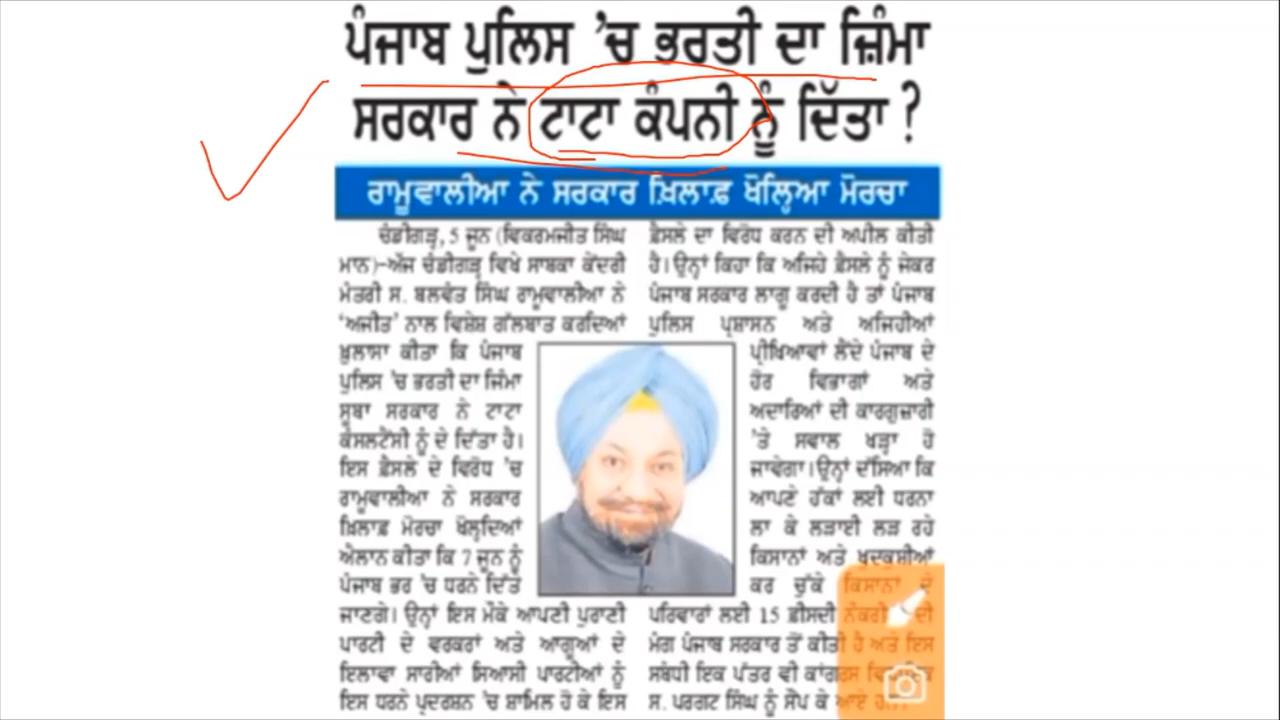 ਪੰਜਾਬ ਪੁਲਿਸ 'ਚ ਭਰਤੀ ਦਾ ਜ਼ਿੰਮਾ
ਸਰਕਾਰ ਨੇ ਟਾਟਾ ਕੰਪਨੀ ਨੂੰ ਦਿੱਤਾ ?
ਰਾਮੂਵਾਲੀਆ ਨੇ ਸਰਕਾਰ ਖ਼ਿਲਾਫ਼ ਖੋਲ੍ਹਿਆ ਮੋਰਚਾ
ਚੰਡੀਗੜ੍ਹ, 5 ਜੂਨ (ਵਿਕਰਮਜੀਤ ਸਿੰਘ
ਮਾਨ)-ਅੱਜ ਚੰਡੀਗੜ੍ਹ ਵਿਖੇ ਸਾਬਕਾ ਕੇਂਦਰੀ
ਮੰਤਰੀ ਸ. ਬਲਵੰਤ ਸਿੰਘ ਰਾਮੂਵਾਲੀਆ ਨੇ
'ਅਜੀਤ' ਨਾਲ ਵਿਸ਼ੇਸ਼ ਗੱਲਬਾਤ ਕਰਦਿਆਂ
ਖ਼ੁਲਾਸਾ ਕੀਤਾ ਕਿ ਪੰਜਾਬ
ਪੁਲਿਸ 'ਚ ਭਰਤੀ ਦਾ ਜ਼ਿੰਮਾ
ਸੂਬਾ ਸਰਕਾਰ ਨੇ ਟਾਟਾ
ਕੰਸਲਟੈਂਸੀ ਨੂੰ ਦੇ ਦਿੱਤਾ ਹੈ।
ਇਸ ਫ਼ੈਸਲੇ ਦੇ ਵਿਰੋਧ 'ਚ
ਰਾਮੂਵਾਲੀਆ ਨੇ ਸਰਕਾਰ
ਖ਼ਿਲਾਫ਼ ਮੋਰਚਾ ਖੋਲ੍ਹਦਿਆਂ
ਐਲਾਨ ਕੀਤਾ ਕਿ 7 ਜੂਨ ਨੂੰ
ਪੰਜਾਬ ਭਰ 'ਚ ਧਰਨੇ ਦਿੱਤੇ
ਜਾਣਗੇ। ਉਨ੍ਹਾਂ ਇਸ ਮੌਕੇ ਆਪਣੀ ਪੁਰਾਣੀ
ਪਾਰਟੀ ਦੇ ਵਰਕਰਾਂ ਅਤੇ ਆਗੂਆਂ ਦੇ
ਇਲਾਵਾ ਸਾਰੀਆਂ ਸਿਆਸੀ ਪਾਰਟੀਆਂ ਨੂੰ
ਇਸ ਧਰਨੇ ਪ੍ਰਦਰਸ਼ਨ 'ਚ ਸ਼ਾਮਿਲ ਹੋ ਕੇ ਇਸ
ਫ਼ੈਸਲੇ ਦਾ ਵਿਰੋਧ ਕਰਨ ਦੀ ਅਪੀਲ ਕੀਤੀ
ਹੈ। ਉਨ੍ਹਾਂ ਕਿਹਾ ਕਿ ਅਜਿਹੇ ਫ਼ੈਸਲੇ ਨੂੰ ਜੇਕਰ
ਪੰਜਾਬ ਸਰਕਾਰ ਲਾਗੂ ਕਰਦੀ ਹੈ ਤਾਂ ਪੰਜਾਬ
ਪੁਲਿਸ ਪ੍ਰਸ਼ਾਸਨ ਅਤੇ ਅਜਿਹੀਆਂ
ਪ੍ਰੀਖਿਆਵਾਂ ਲੈਂਦੇ ਪੰਜਾਬ ਦੇ
ਹੋਰ ਵਿਭਾਗਾਂ ਅਤੇ
ਅਦਾਰਿਆਂ ਦੀ ਕਾਰਗੁਜ਼ਾਰੀ
'ਤੇ ਸਵਾਲ ਖੜ੍ਹਾ ਹੋ
ਜਾਵੇਗਾ। ਉਨ੍ਹਾਂ ਦੱਸਿਆ ਕਿ
ਆਪਣੇ ਹੱਕਾਂ ਲਈ ਧਰਨਾ
ਲਾ ਕੇ ਲੜਾਈ ਲੜ ਰਹੇ
ਕਿਸਾਨਾਂ ਅਤੇ ਖ਼ੁਦਕੁਸ਼ੀਆਂ
ਕਰ ਚੁੱਕੇ ਕਿਸਾਨਾਂ ਦੇ
ਪਰਿਵਾਰਾਂ ਲਈ 15 ਫ਼ੀਸਦੀ ਨੌਕਰੀ ਦੀ
ਮੰਗ ਪੰਜਾਬ ਸਰਕਾਰ ਤੋਂ ਕੀਤੀ ਹੈ ਅਤੇ ਇਸ
ਸਬੰਧੀ ਇਕ ਪੱਤਰ ਵੀ ਕਾਂਗਰਸ
ਸ. ਪਰਗਟ ਸਿੰਘ ਨੂੰ ਸੌਂਪ ਕੇ ਆਏ ਹਨ।